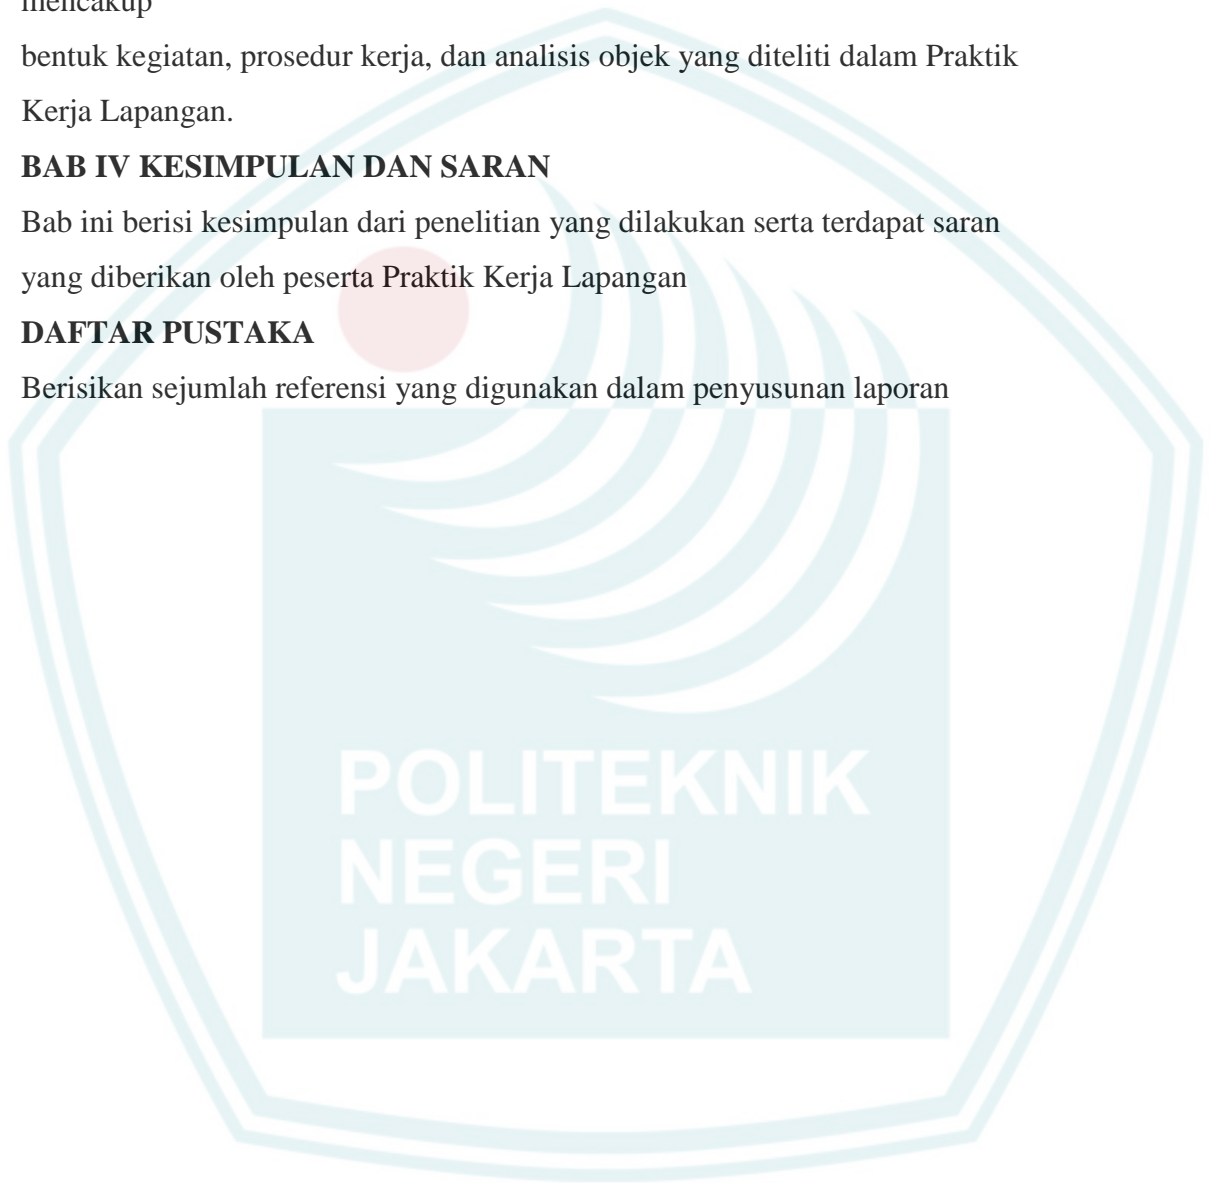 mencakup
bentuk kegiatan, prosedur kerja, dan analisis objek yang diteliti dalam Praktik
Kerja Lapangan.
BAB IV KESIMPULAN DAN SARAN
Bab ini berisi kesimpulan dari penelitian yang dilakukan serta terdapat saran
yang diberikan oleh peserta Praktik Kerja Lapangan
DAFTAR PUSTAKA
Berisikan sejumlah referensi yang digunakan dalam penyusunan laporan
POLITEKNIK
NEGERI
JAKARTA